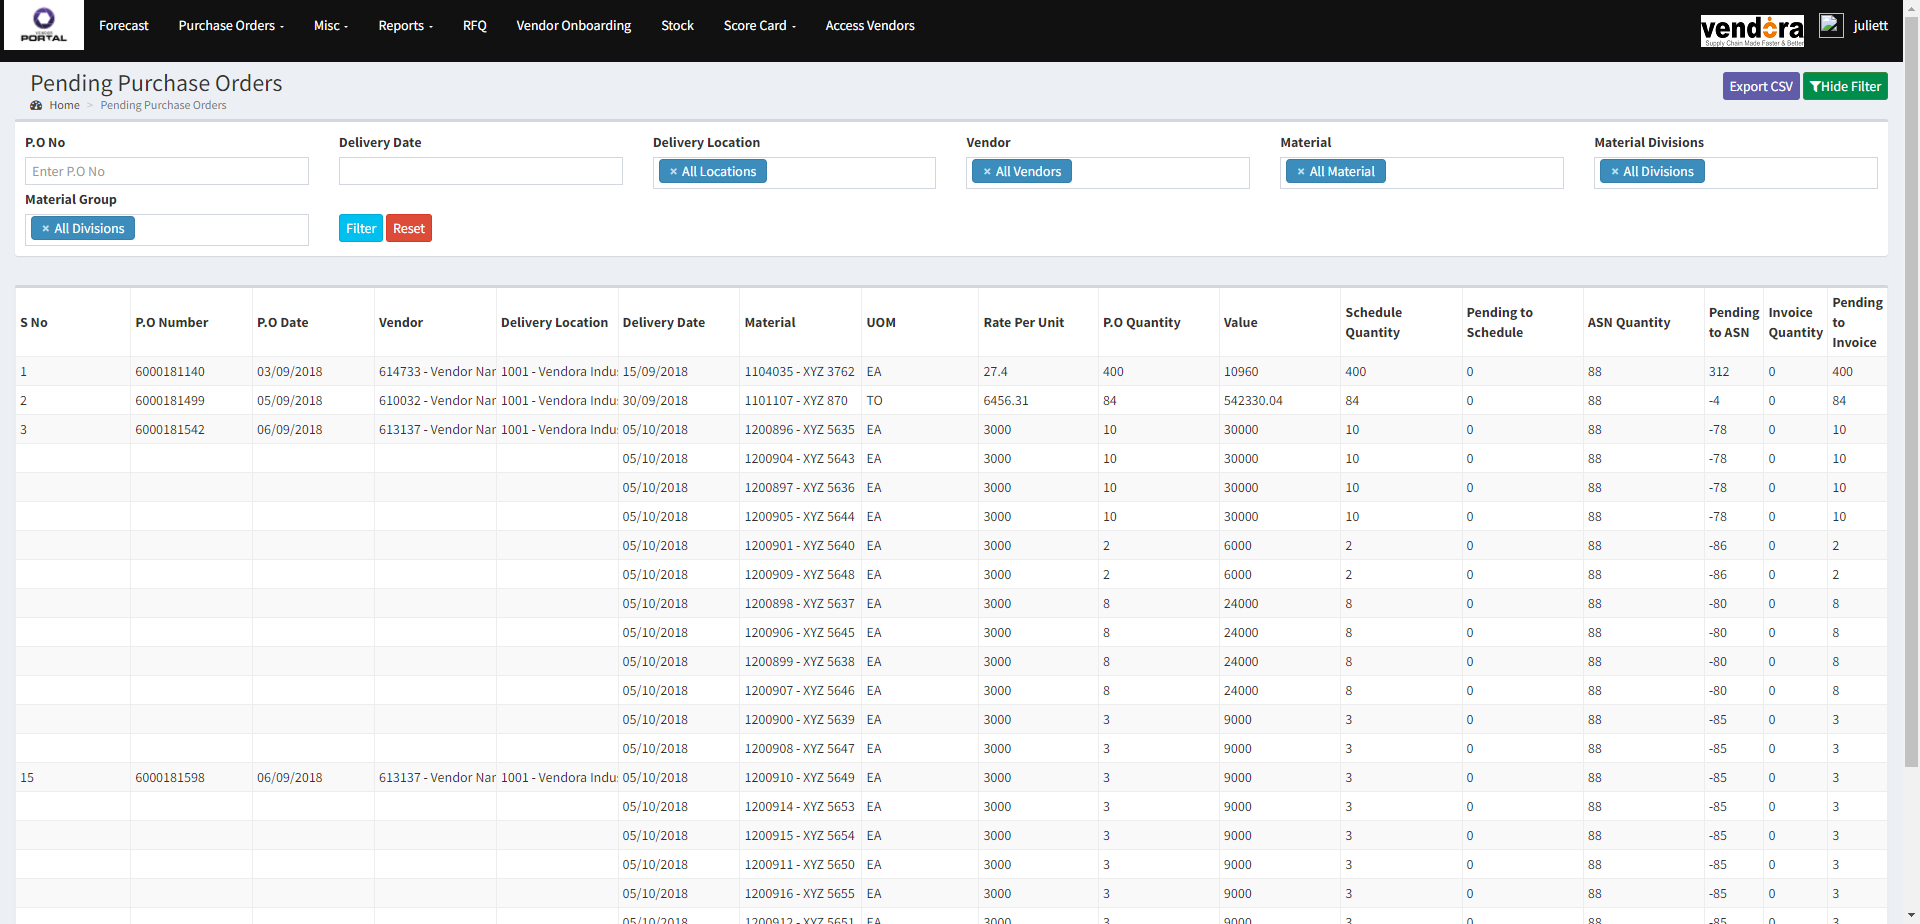 VENDOR
PORTAL
Forecast Purchase Orders Misc Reports RFQ Vendor Onboarding Stock Score Card Access Vendors
vendora
Supply Chain Made Faster & Better
juliett
Pending Purchase Orders
Home > Pending Purchase Orders
Export CSV Hide Filter
P.O No Delivery Date Delivery Location Vendor Material Material Divisions
Enter P.O No × All Locations × All Vendors × All Material × All Divisions
Material Group
× All Divisions Filter Reset
S No P.O Number P.O Date Vendor Delivery Location Delivery Date Material UOM Rate Per Unit P.O Quantity Value Schedule Quantity Pending to Schedule ASN Quantity Pending to ASN Invoice Quantity Pending to Invoice
1 6000181140 03/09/2018 614733 - Vendor Nar 1001 - Vendora Indu 15/09/2018 1104035 - XYZ 3762 EA 27.4 400 10960 400 0 88 312 0 400
2 6000181499 05/09/2018 610032 - Vendor Nar 1001 - Vendora Indu 30/09/2018 1101107 - XYZ 870 TO 6456.31 84 542330.04 84 0 88 -4 0 84
3 6000181542 06/09/2018 613137 - Vendor Nar 1001 - Vendora Indu 05/10/2018 1200896 - XYZ 5635 EA 3000 10 30000 10 0 88 -78 0 10
05/10/2018 1200904 - XYZ 5643 EA 3000 10 30000 10 0 88 -78 0 10
05/10/2018 1200897 - XYZ 5636 EA 3000 10 30000 10 0 88 -78 0 10
05/10/2018 1200905 - XYZ 5644 EA 3000 10 30000 10 0 88 -78 0 10
05/10/2018 1200901 - XYZ 5640 EA 3000 2 6000 2 0 88 -86 0 2
05/10/2018 1200909 - XYZ 5648 EA 3000 2 6000 2 0 88 -86 0 2
05/10/2018 1200898 - XYZ 5637 EA 3000 8 24000 8 0 88 -80 0 8
05/10/2018 1200906 - XYZ 5645 EA 3000 8 24000 8 0 88 -80 0 8
05/10/2018 1200899 - XYZ 5638 EA 3000 8 24000 8 0 88 -80 0 8
05/10/2018 1200907 - XYZ 5646 EA 3000 8 24000 8 0 88 -80 0 8
05/10/2018 1200900 - XYZ 5639 EA 3000 3 9000 3 0 88 -85 0 3
05/10/2018 1200908 - XYZ 5647 EA 3000 3 9000 3 0 88 -85 0 3
15 6000181598 06/09/2018 613137 - Vendor Nar 1001 - Vendora Indu 05/10/2018 1200910 - XYZ 5649 EA 3000 3 9000 3 0 88 -85 0 3
05/10/2018 1200914 - XYZ 5653 EA 3000 3 9000 3 0 88 -85 0 3
05/10/2018 1200915 - XYZ 5654 EA 3000 3 9000 3 0 88 -85 0 3
05/10/2018 1200911 - XYZ 5650 EA 3000 3 9000 3 0 88 -85 0 3
05/10/2018 1200916 - XYZ 5655 EA 3000 3 9000 3 0 88 -85 0 3
05/10/2018 1200912 - XYZ 5651 EA 3000 3 9000 3 0 88 -85 0 3